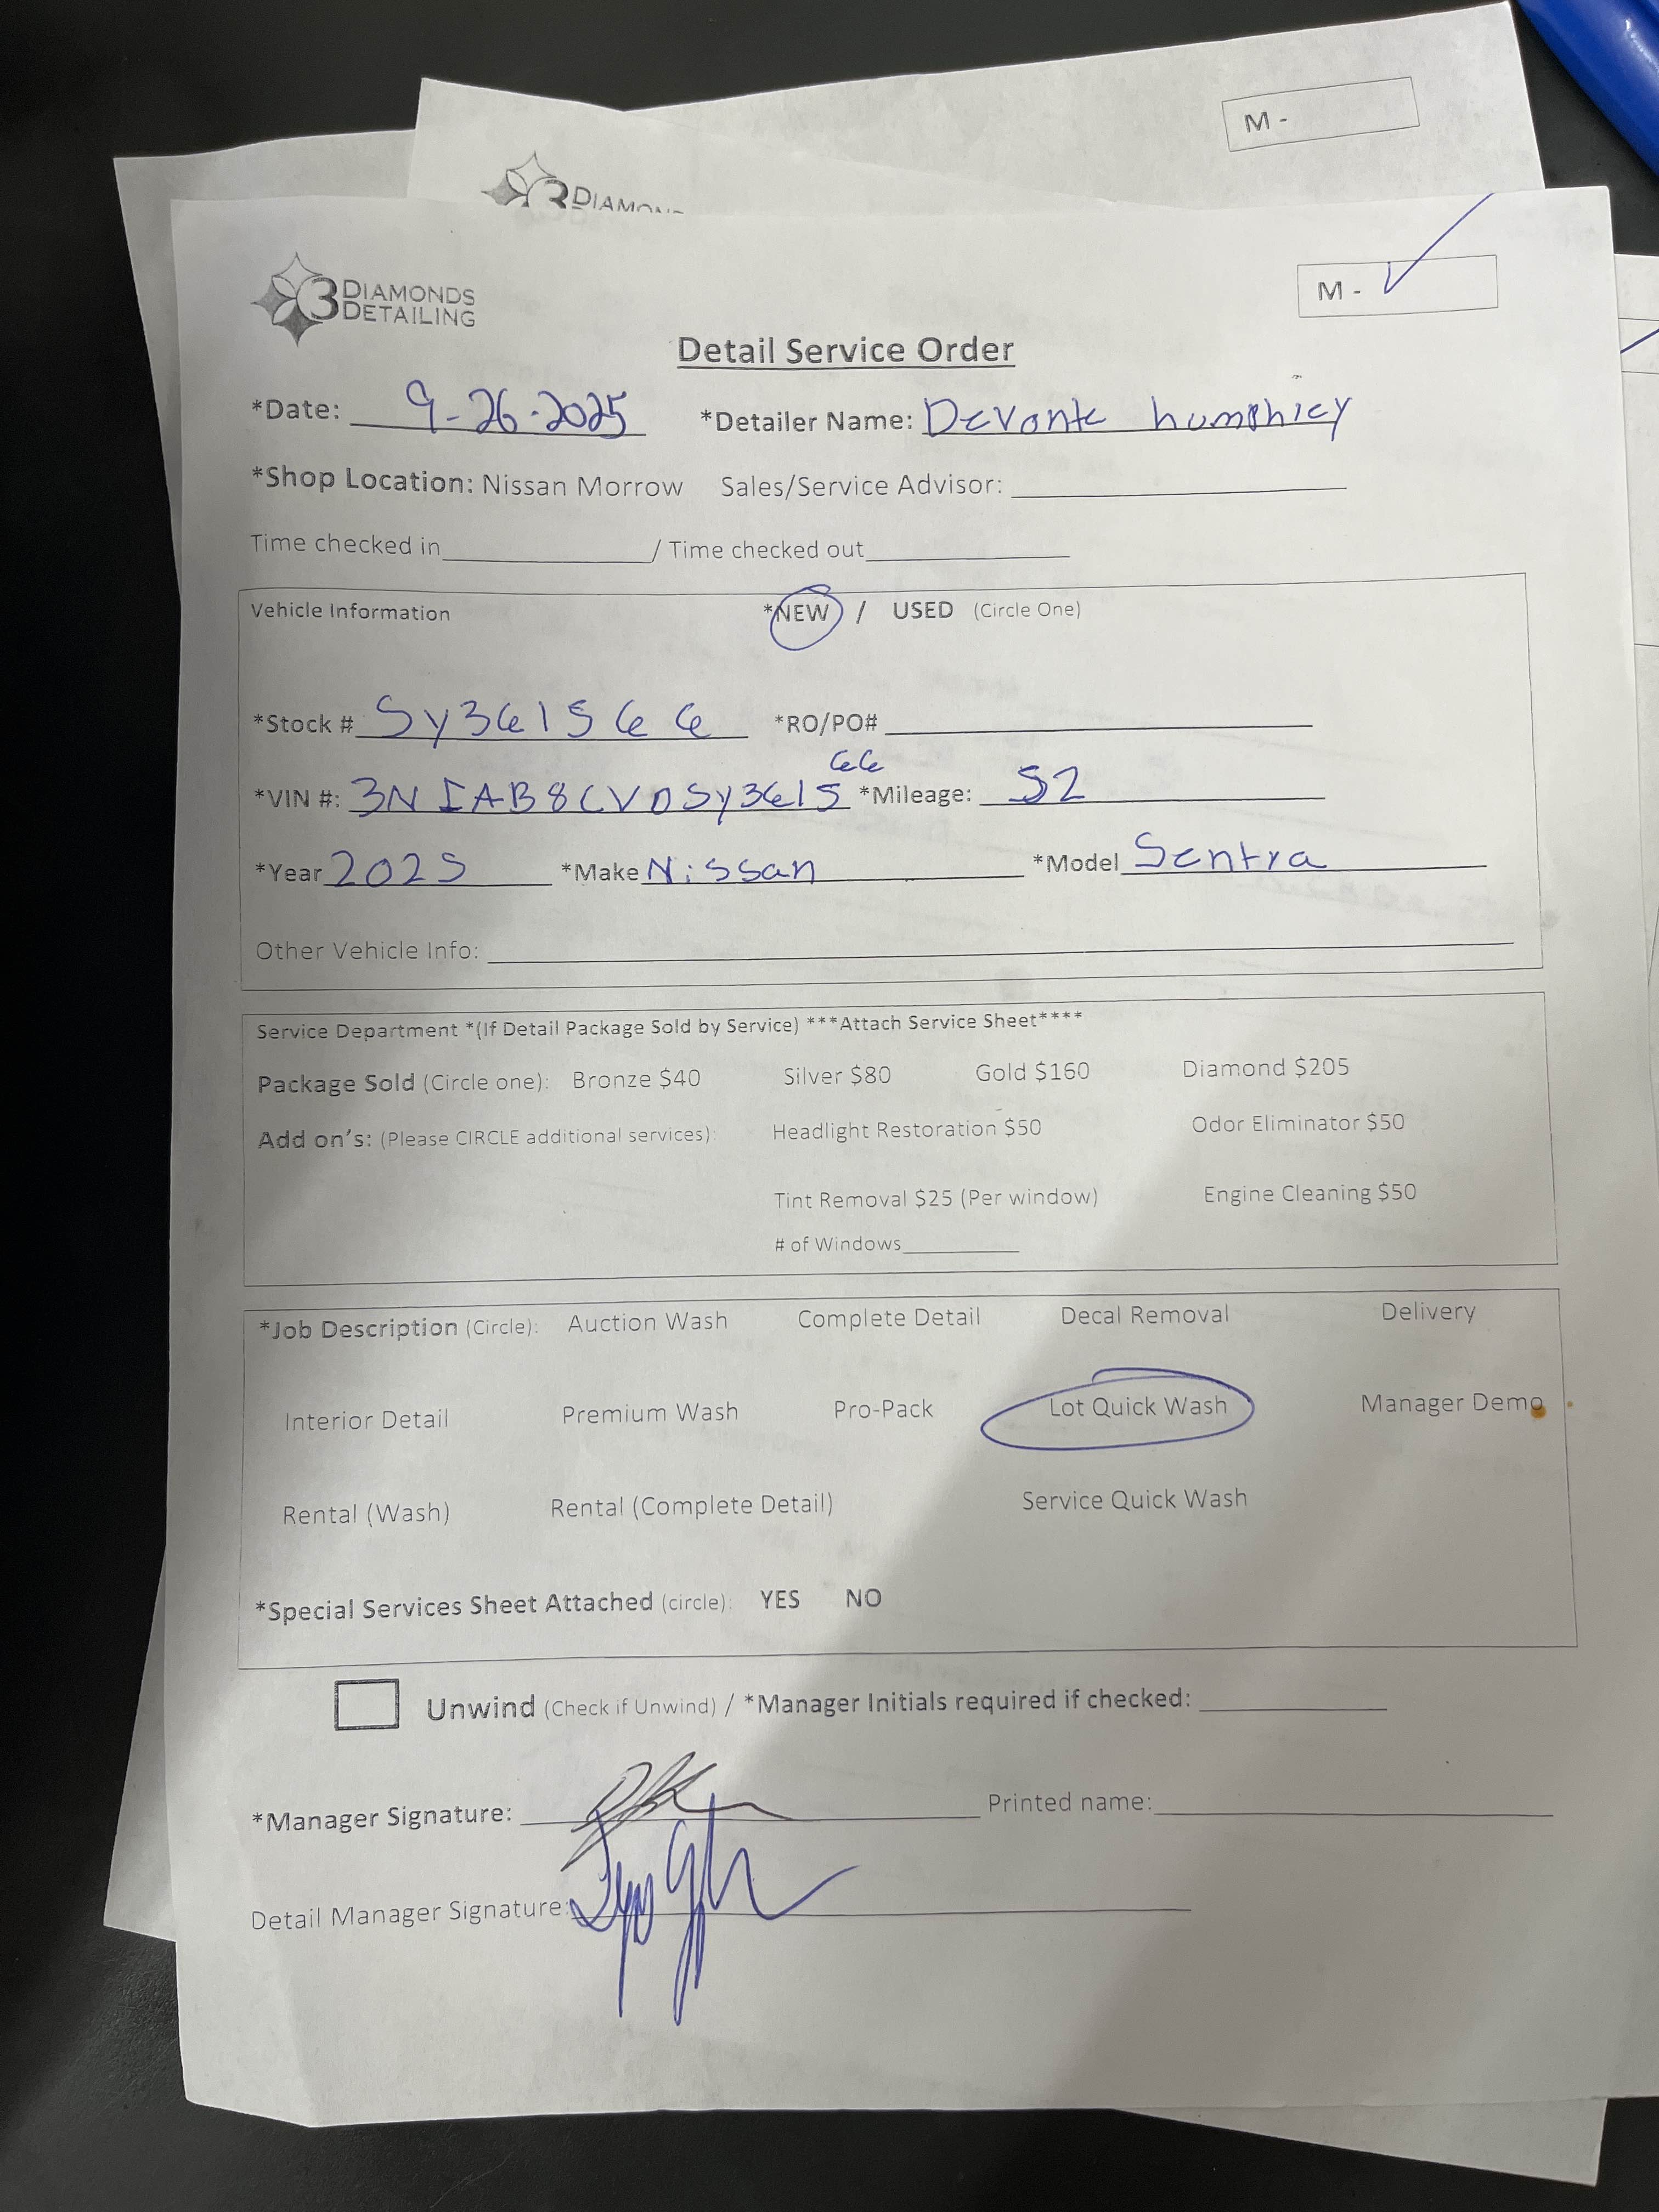 M -
3 DIAMOND
3 DIAMONDS DETAILING
M - ✓
Detail Service Order
*Date: 9-26-2025 *Detailer Name: Devante humphrey
*Shop Location: Nissan Morrow Sales/Service Advisor:
Time checked in / Time checked out
Vehicle Information *NEW / USED (Circle One)
*Stock # SY361566 *RO/PO#
66
*VIN #: 3N1AB8CV0SY3615 *Mileage: 52
*Year 2025 *Make Nissan *Model Sentra
Other Vehicle Info:
Service Department *(If Detail Package Sold by Service) ***Attach Service Sheet****
Package Sold (Circle one): Bronze $40 Silver $80 Gold $160 Diamond $205
Add on's: (Please CIRCLE additional services): Headlight Restoration $50 Odor Eliminator $50
Tint Removal $25 (Per window) Engine Cleaning $50
# of Windows
*Job Description (Circle): Auction Wash Complete Detail Decal Removal Delivery
Interior Detail Premium Wash Pro-Pack Lot Quick Wash Manager Demo
Rental (Wash) Rental (Complete Detail) Service Quick Wash
*Special Services Sheet Attached (circle): YES NO
Unwind (Check if Unwind) / *Manager Initials required if checked:
*Manager Signature: Printed name:
Detail Manager Signature: